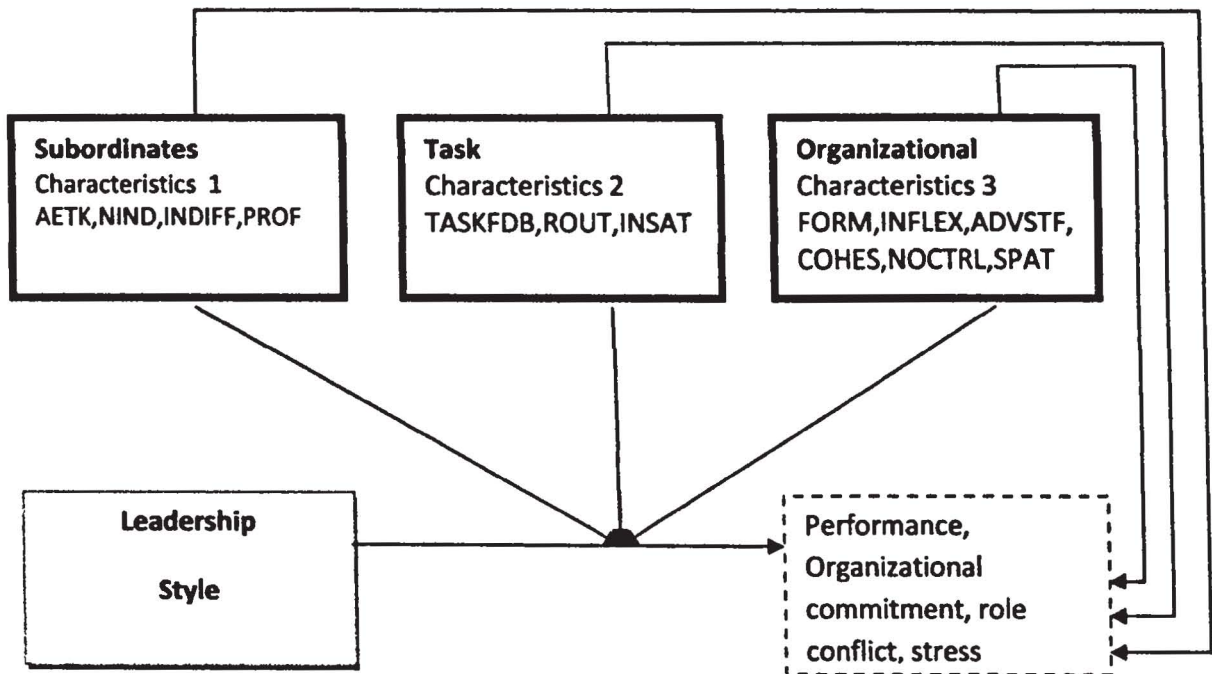 Subordinates
Characteristics 1
AETK,NIND,INDIFF,PROF
Task
Characteristics 2
TASKFDB,ROUT,INSAT
Organizational
Characteristics 3
FORM,INFLEX,ADVSTF,
COHES,NOCTRL,SPAT
Leadership
Style
Performance,
Organizational
commitment, role
conflict, stress